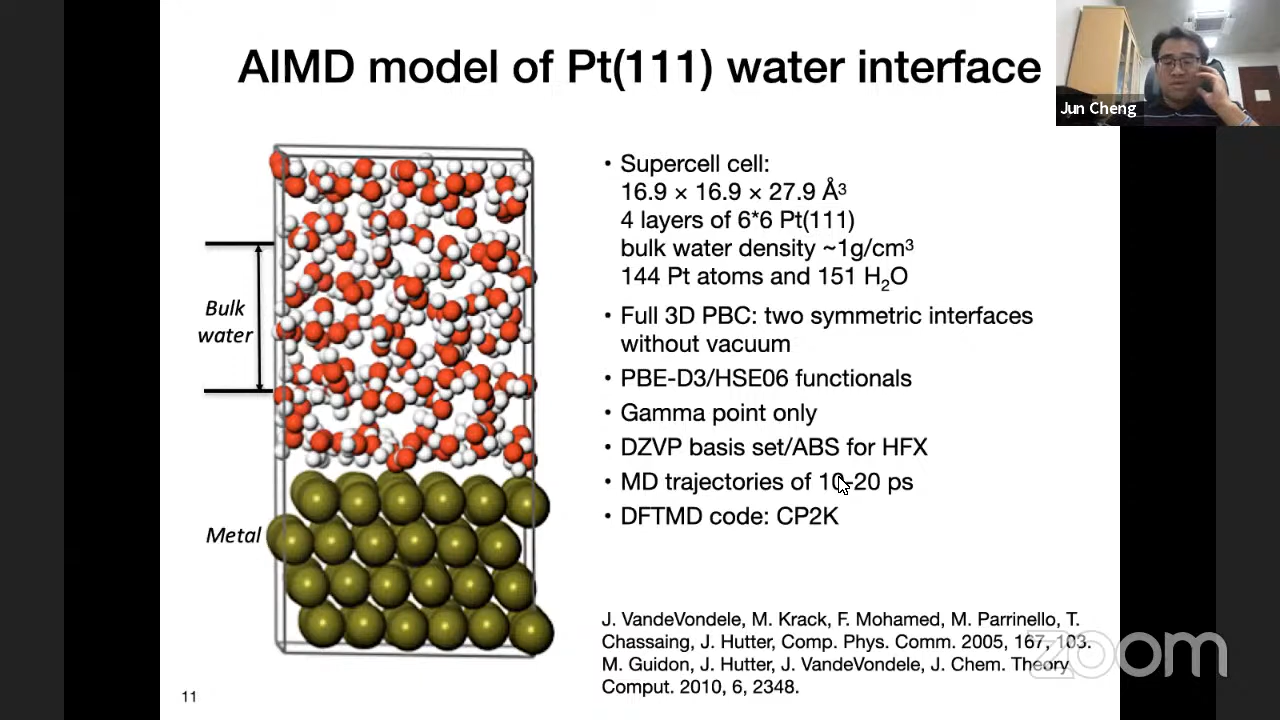 AIMD model of Pt(111) water interface
Jun Cheng
• Supercell cell:
16.9 × 16.9 × 27.9 Å³
4 layers of 6*6 Pt(111)
bulk water density ~1g/cm³
144 Pt atoms and 151 H₂O
• Full 3D PBC: two symmetric interfaces
without vacuum
• PBE-D3/HSE06 functionals
• Gamma point only
• DZVP basis set/ABS for HFX
• MD trajectories of 10-20 ps
• DFTMD code: CP2K
Bulk
water
Metal
J. VandeVondele, M. Krack, F. Mohamed, M. Parrinello, T.
Chassaing, J. Hutter, Comp. Phys. Comm. 2005, 167, 103.
M. Guidon, J. Hutter, J. VandeVondele, J. Chem. Theory
Comput. 2010, 6, 2348.
zoom
11